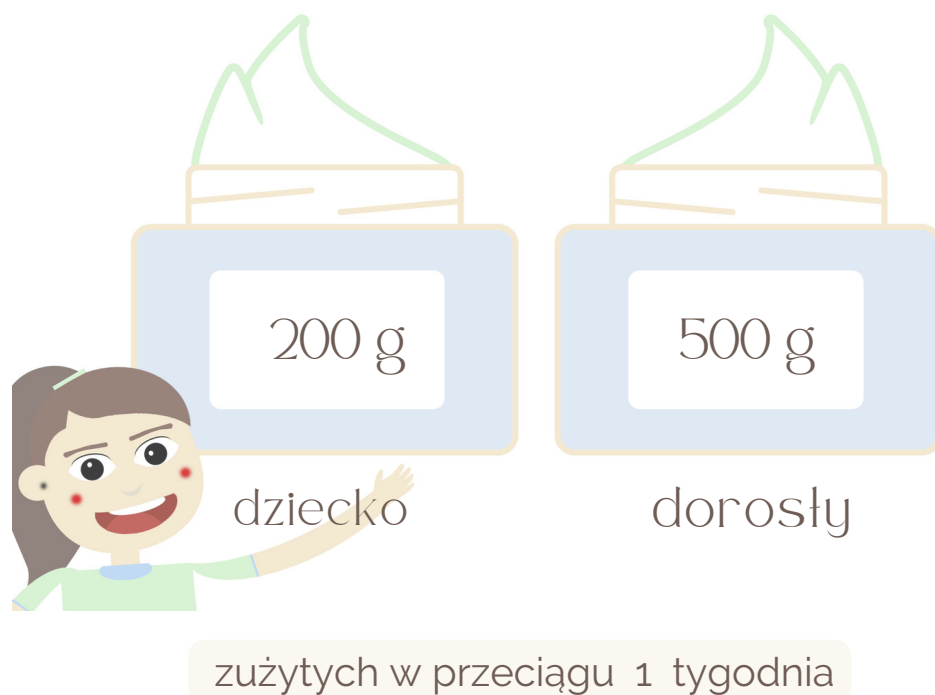 200 g
500 g
dziecko
dorosły
zużytych w przeciągu 1 tygodnia